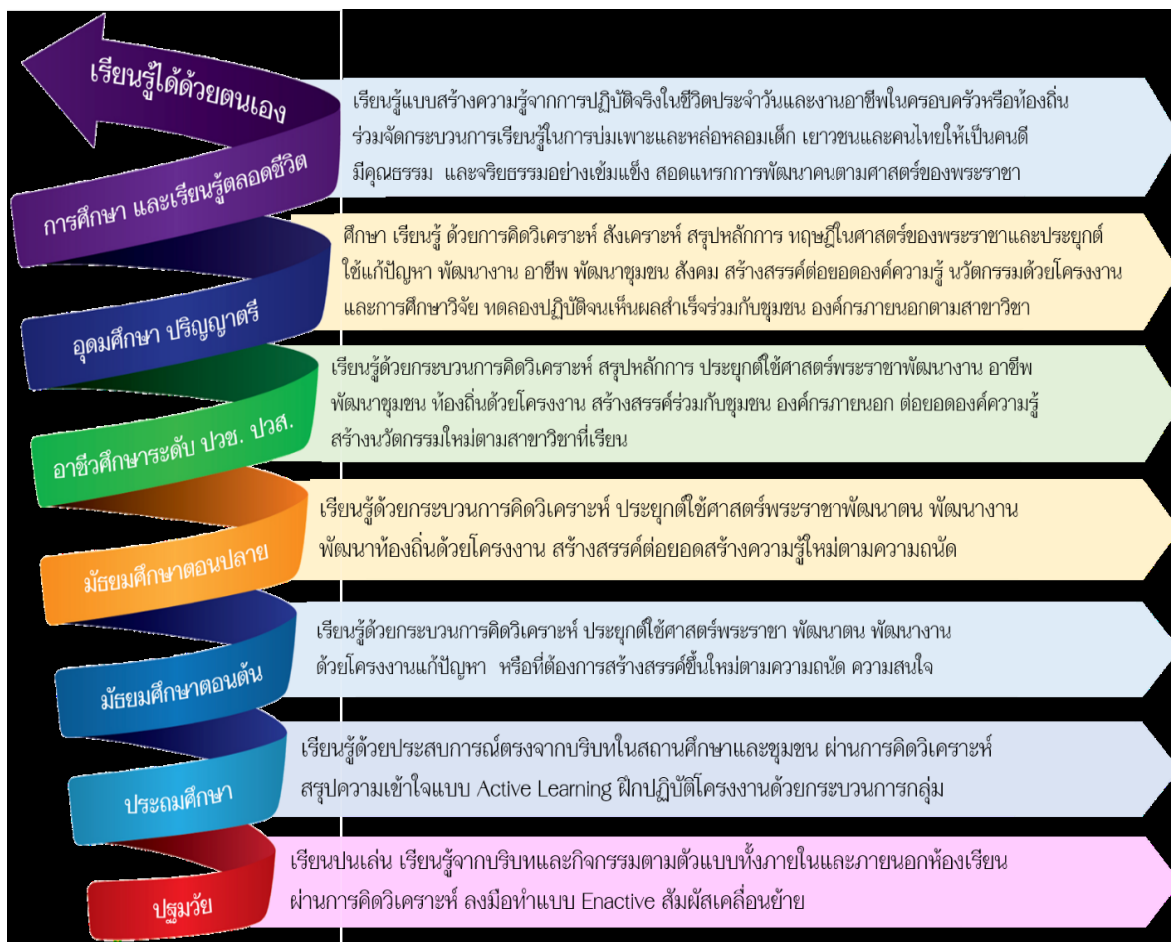 เรียนรู้ได้ด้วยตนเอง
การศึกษา และเรียนรู้ตลอดชีวิต
เรียนรู้แบบสร้างความรู้จากการปฏิบัติจริงในชีวิตประจำวันและงานอาชีพในครอบครัวหรือท้องถิ่น
ร่วมจัดกระบวนการเรียนรู้ในการบ่มเพาะและหล่อหลอมเด็ก เยาวชนและคนไทยให้เป็นคนดี
มีคุณธรรม และจริยธรรมอย่างเข้มแข็ง สอดแทรกการพัฒนาคนตามศาสตร์ของพระราชา
อุดมศึกษา ปริญญาตรี
ศึกษา เรียนรู้ ด้วยการคิดวิเคราะห์ สังเคราะห์ สรุปหลักการ ทฤษฎีในศาสตร์ของพระราชาและประยุกต์
ใช้แก้ปัญหา พัฒนางาน อาชีพ พัฒนาชุมชน สังคม สร้างสรรค์ต่อยอดองค์ความรู้ นวัตกรรมด้วยโครงงาน
และการศึกษาวิจัย ทดลองปฏิบัติจนเห็นผลสำเร็จร่วมกับชุมชน องค์กรภายนอกตามสาขาวิชา
อาชีวศึกษาระดับ ปวช. ปวส.
เรียนรู้ด้วยกระบวนการคิดวิเคราะห์ สรุปหลักการ ประยุกต์ใช้ศาสตร์พระราชาพัฒนางาน อาชีพ
พัฒนาชุมชน ท้องถิ่นด้วยโครงงาน สร้างสรรค์ร่วมกับชุมชน องค์กรภายนอก ต่อยอดองค์ความรู้
สร้างนวัตกรรมใหม่ตามสาขาวิชาที่เรียน
มัธยมศึกษาตอนปลาย
เรียนรู้ด้วยกระบวนการคิดวิเคราะห์ ประยุกต์ใช้ศาสตร์พระราชาพัฒนาตน พัฒนางาน
พัฒนาท้องถิ่นด้วยโครงงาน สร้างสรรค์ต่อยอดสร้างความรู้ใหม่ตามความถนัด
มัธยมศึกษาตอนต้น
เรียนรู้ด้วยกระบวนการคิดวิเคราะห์ ประยุกต์ใช้ศาสตร์พระราชา พัฒนาตน พัฒนางาน
ด้วยโครงงานแก้ปัญหา หรือที่ต้องการสร้างสรรค์ขึ้นใหม่ตามความถนัด ความสนใจ
ประถมศึกษา
เรียนรู้ด้วยประสบการณ์ตรงจากบริบทในสถานศึกษาและชุมชน ผ่านการคิดวิเคราะห์
สรุปความเข้าใจแบบ Active Learning ฝึกปฏิบัติโครงงานด้วยกระบวนการกลุ่ม
ปฐมวัย
เรียนปนเล่น เรียนรู้จากบริบทและกิจกรรมตามตัวแบบทั้งภายในและภายนอกห้องเรียน
ผ่านการคิดวิเคราะห์ ลงมือทำแบบ Enactive สัมผัสเคลื่อนย้าย